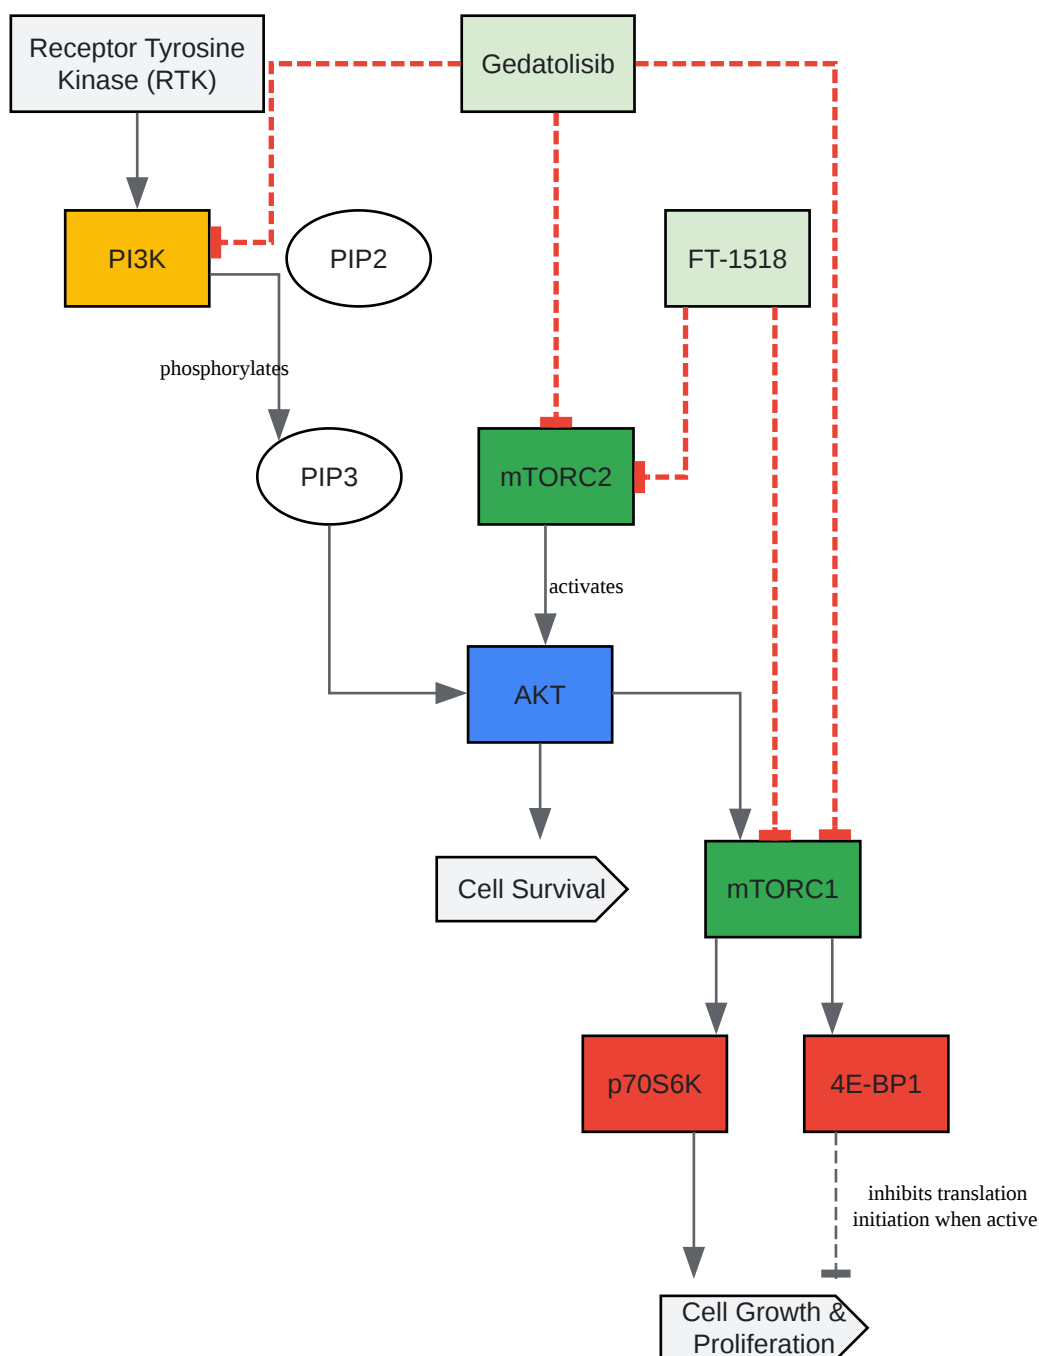 Receptor Tyrosine
Kinase (RTK)
Gedatolisib
PI3K
PIP2
FT-1518
phosphorylates
PIP3
mTORC2
activates
AKT
Cell Survival
mTORC1
p70S6K
4E-BP1
inhibits translation
initiation when active
Cell Growth &
Proliferation